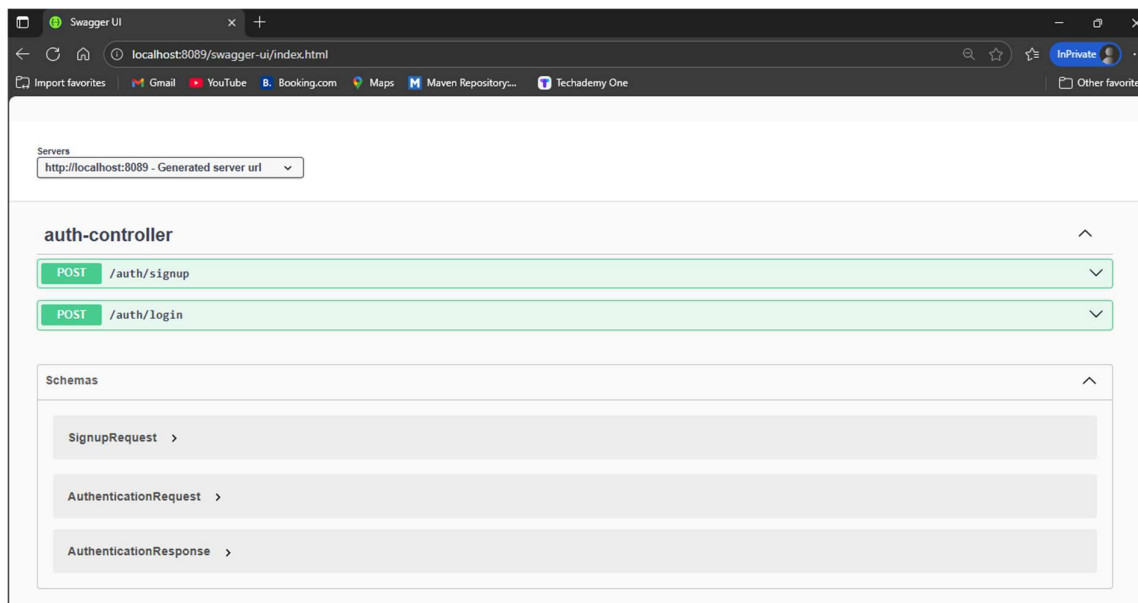 Swagger UI
localhost:8089/swagger-ui/index.html
InPrivate
Import favorites Gmail YouTube B. Booking.com Maps M Maven Repository:... T Techademy One Other favorite
Servers
http://localhost:8089 - Generated server url
auth-controller
POST /auth/signup
POST /auth/login
Schemas
SignupRequest
AuthenticationRequest
AuthenticationResponse